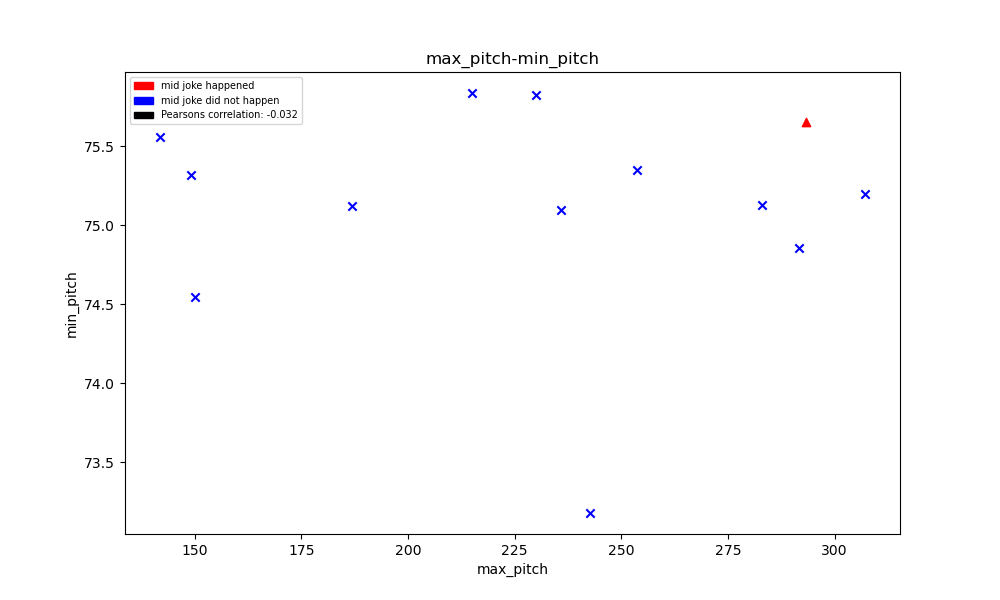 max_pitch-min_pitch
mid joke happened
mid joke did not happen
Pearsons correlation: -0.032
min_pitch
75.5
75.0
74.5
74.0
73.5
150 175 200 225 250 275 300
max_pitch